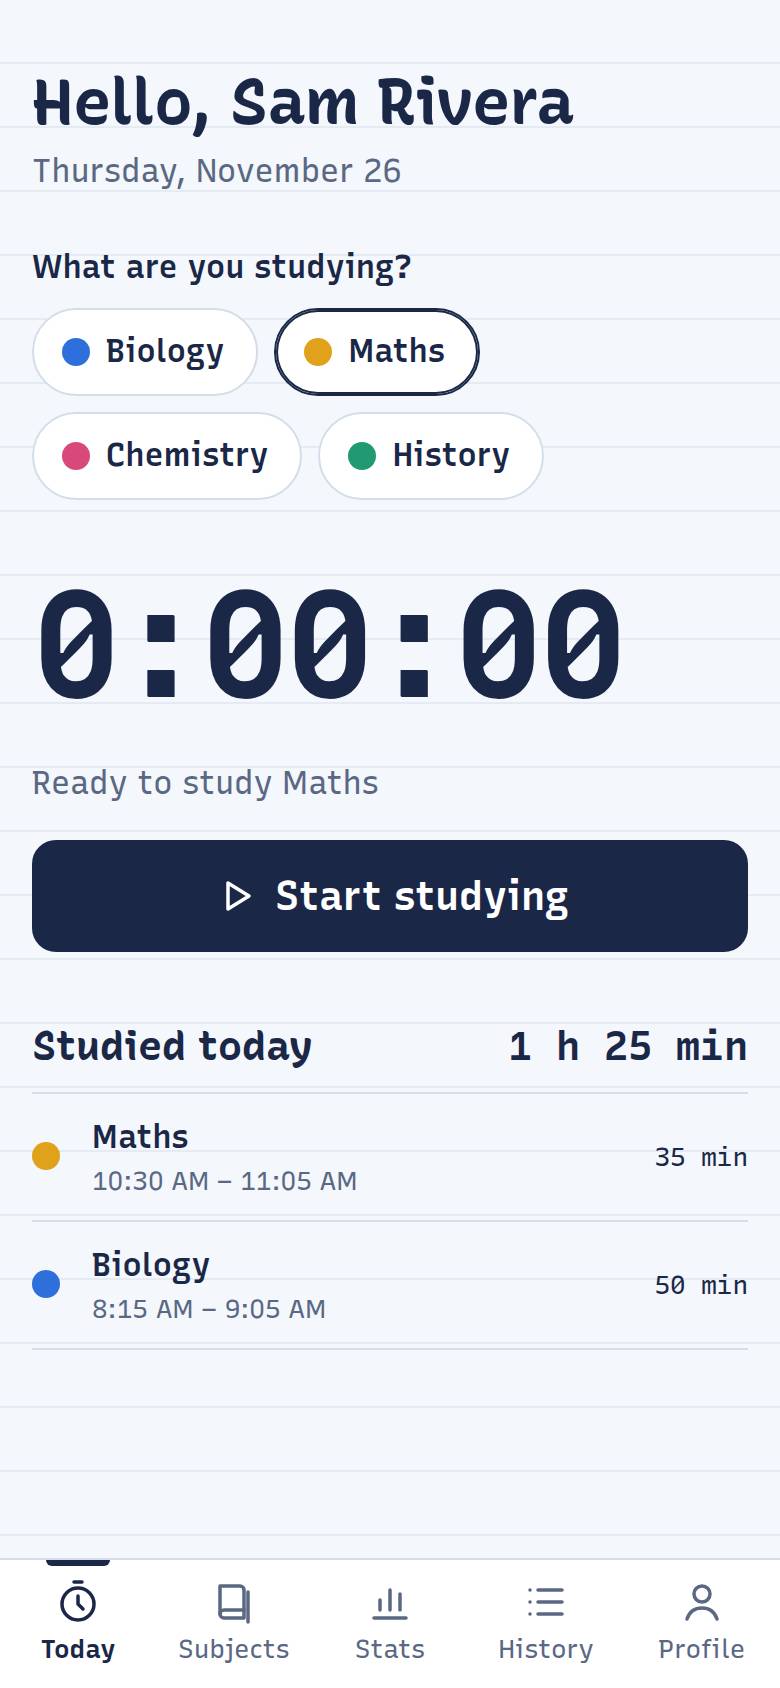 Hello, Sam Rivera
Thursday, November 26
What are you studying?
Biology
Maths
Chemistry
History
0:00:00
Ready to study Maths
Start studying
Studied today
1 h 25 min
Maths
10:30 AM – 11:05 AM
35 min
Biology
8:15 AM – 9:05 AM
50 min
Today
Subjects
Stats
History
Profile